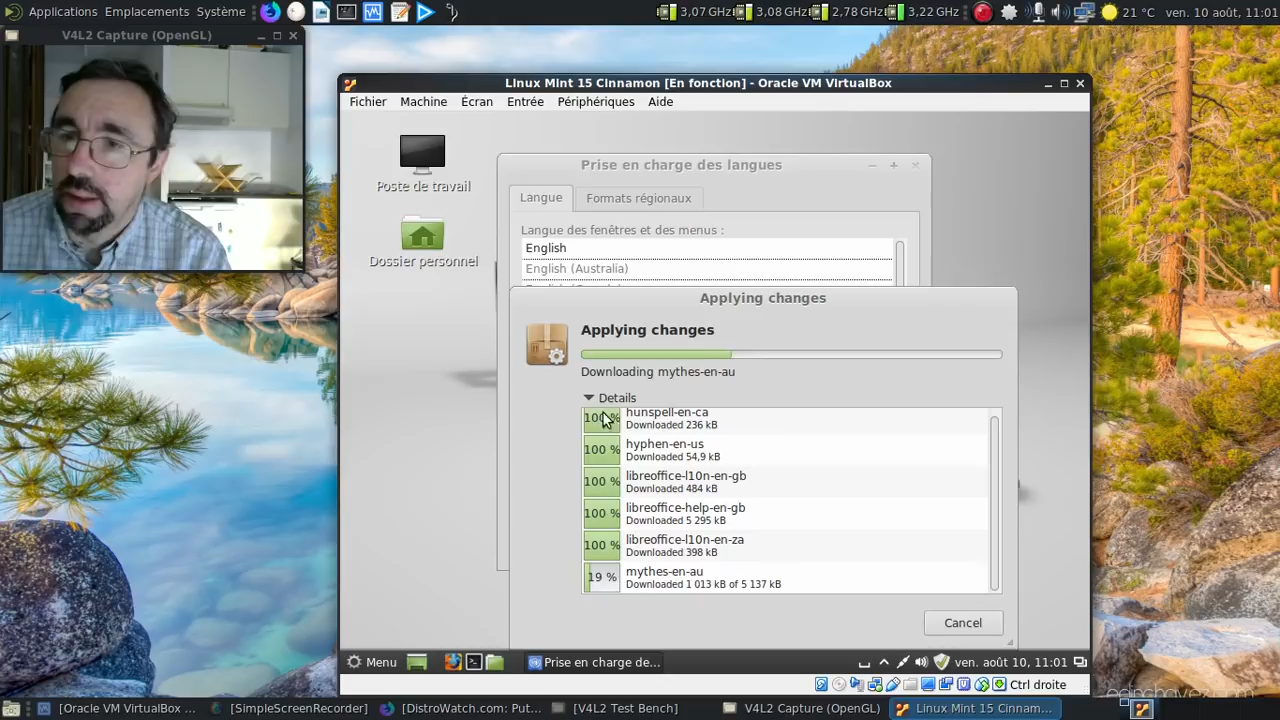 Applications Emplacements Système
3,07 GHz 3,08 GHz 2,78 GHz 3,22 GHz 21 °C ven. 10 août, 11:01
V4L2 Capture (OpenGL)
Linux Mint 15 Cinnamon [En fonction] - Oracle VM VirtualBox
Fichier Machine Écran Entrée Périphériques Aide
Poste de travail
Dossier personnel
Prise en charge des langues
Langue Formats régionaux
Langue des fenêtres et des menus :
English
English (Australia)
Applying changes
Applying changes
Downloading mythes-en-au
Details
100 % hunspell-en-ca
Downloaded 236 kB
100 % hyphen-en-us
Downloaded 54,9 kB
100 % libreoffice-l10n-en-gb
Downloaded 484 kB
100 % libreoffice-help-en-gb
Downloaded 5 295 kB
100 % libreoffice-l10n-en-za
Downloaded 398 kB
19 % mythes-en-au
Downloaded 1 013 kB of 5 137 kB
Cancel
Menu Prise en charge de... ven. août 10, 11:01
Ctrl droite
[Oracle VM VirtualBox ... [SimpleScreenRecorder] [DistroWatch.com: Put... [V4L2 Test Bench] V4L2 Capture (OpenGL) Linux Mint 15 Cinnam...